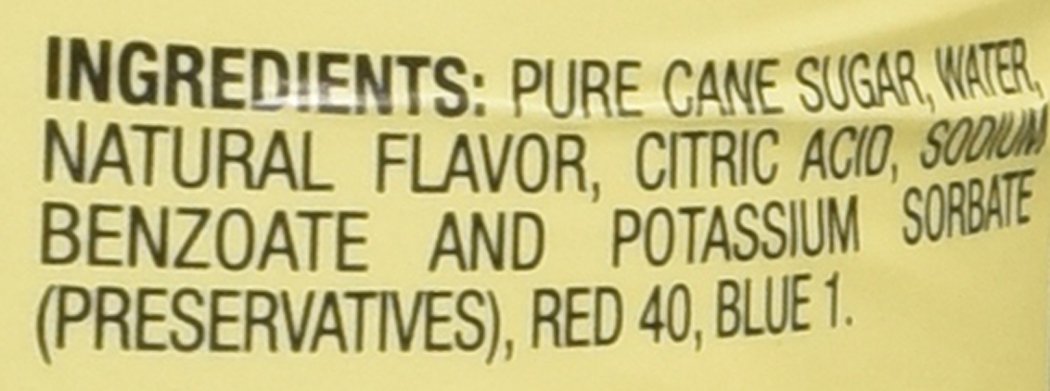 INGREDIENTS: PURE CANE SUGAR, WATER,
NATURAL FLAVOR, CITRIC ACID, SODIUM
BENZOATE AND POTASSIUM SORBATE
(PRESERVATIVES), RED 40, BLUE 1.